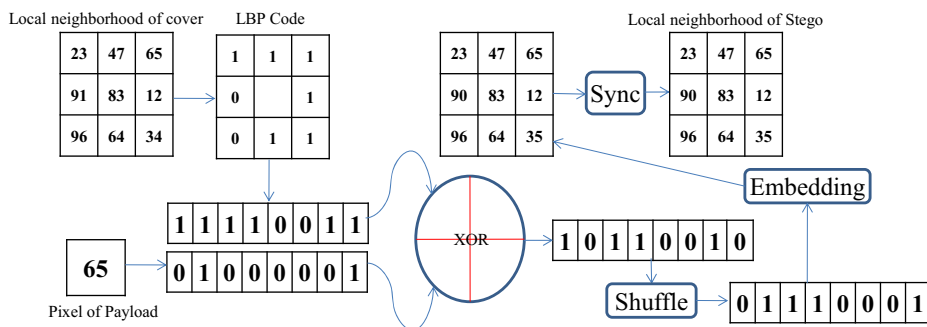 Local neighborhood of cover
LBP Code
Local neighborhood of Stego
23 47 65
91 83 12
96 64 34
1 1 1
0 1
0 1 1
23 47 65
90 83 12
96 64 35
Sync
23 47 65
90 83 12
96 64 35
Embedding
1 1 1 1 0 0 1 1
65
0 1 0 0 0 0 0 1
Pixel of Payload
XOR
1 0 1 1 0 0 1 0
Shuffle
0 1 1 1 0 0 0 1